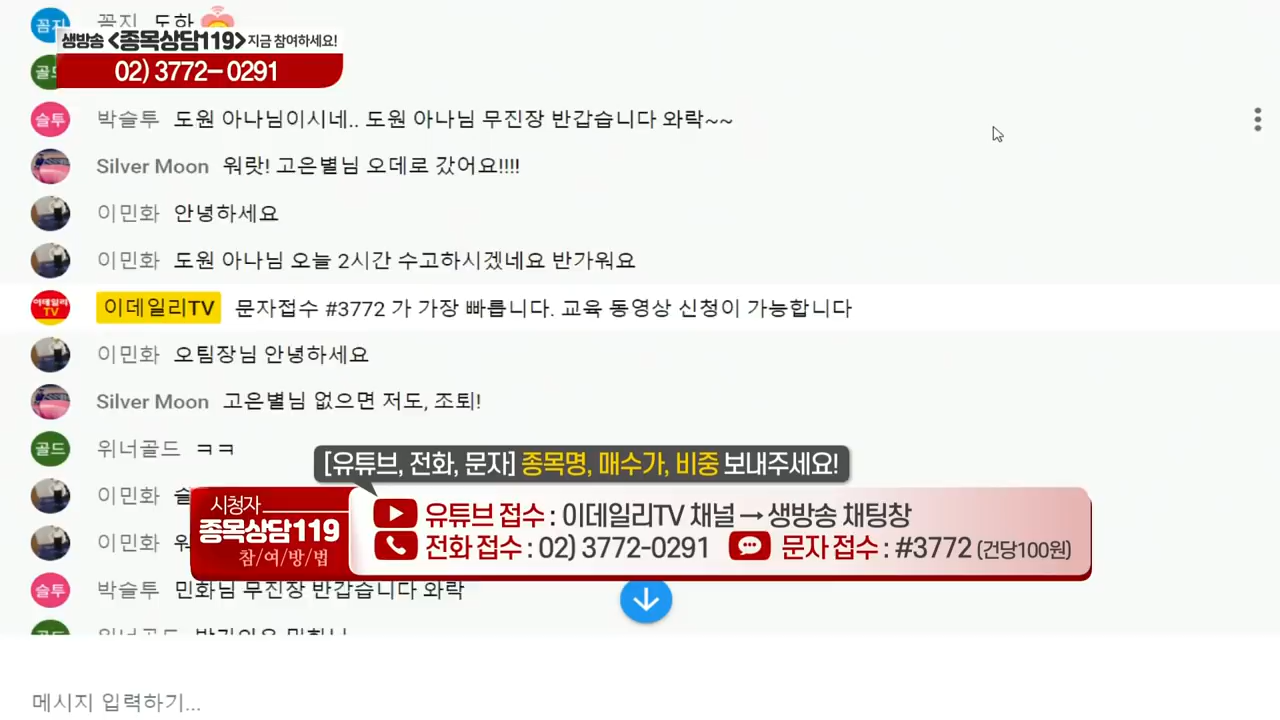 꼼지 꼼지 도화
생방송 <종목상담119> 지금 참여하세요!
02) 3772-0291
골드
슬투 박슬투 도원 아나님이시네.. 도원 아나님 무진장 반갑습니다 와락~~
Silver Moon 워랏! 고은별님 오데로 갔어요!!!!
이민화 안녕하세요
이민화 도원 아나님 오늘 2시간 수고하시겠네요 반가워요
이데일리 TV 이데일리TV 문자접수 #3772 가 가장 빠릅니다. 교육 동영상 신청이 가능합니다
이민화 오팀장님 안녕하세요
Silver Moon 고은별님 없으면 저도, 조퇴!
골드 위너골드 ㅋㅋ
[유튜브, 전화, 문자] 종목명, 매수가, 비중 보내주세요!
이민화
시청자
종목상담119
참/여/방/법
유튜브 접수 : 이데일리TV 채널 → 생방송 채팅창
전화 접수 : 02) 3772-0291 문자 접수 : #3772 (건당100원)
이민화
슬투 박슬투 민화님 무진장 반갑습니다 와락
메시지 입력하기...